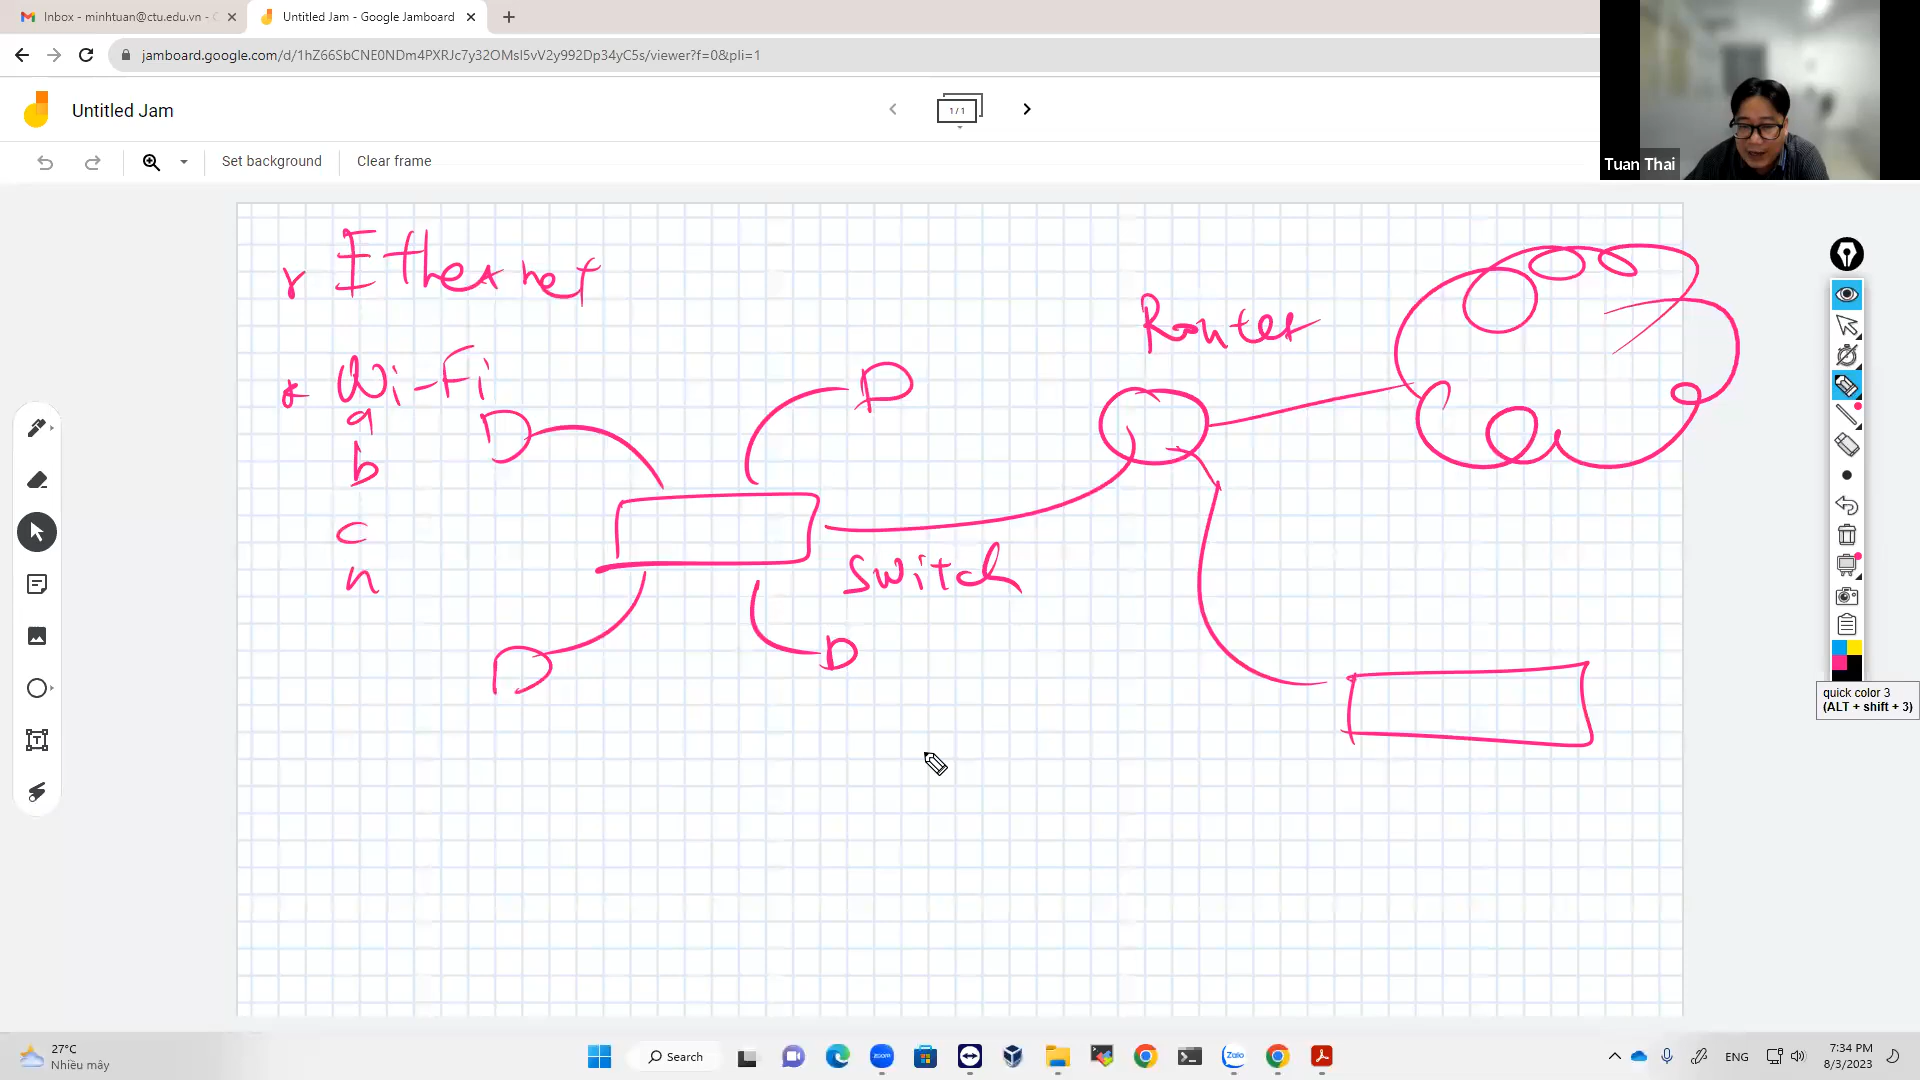 Inbox - minhtuan@ctu.edu.vn - C
Untitled Jam - Google Jamboard
jamboard.google.com/d/1hZ66SbCNE0NDm4PXRJc7y32OMsI5vV2y992Dp34yC5s/viewer?f=0&pli=1
Untitled Jam
1 / 1
Set background
Clear frame
Tuan Thai
Ethernet
Router
* Wi-Fi
a
b
c
n
D
D
D
D
Switch
quick color 3
(ALT + shift + 3)
27°C
Nhiều mây
Search
zoom
Zalo
ENG
7:34 PM
8/3/2023